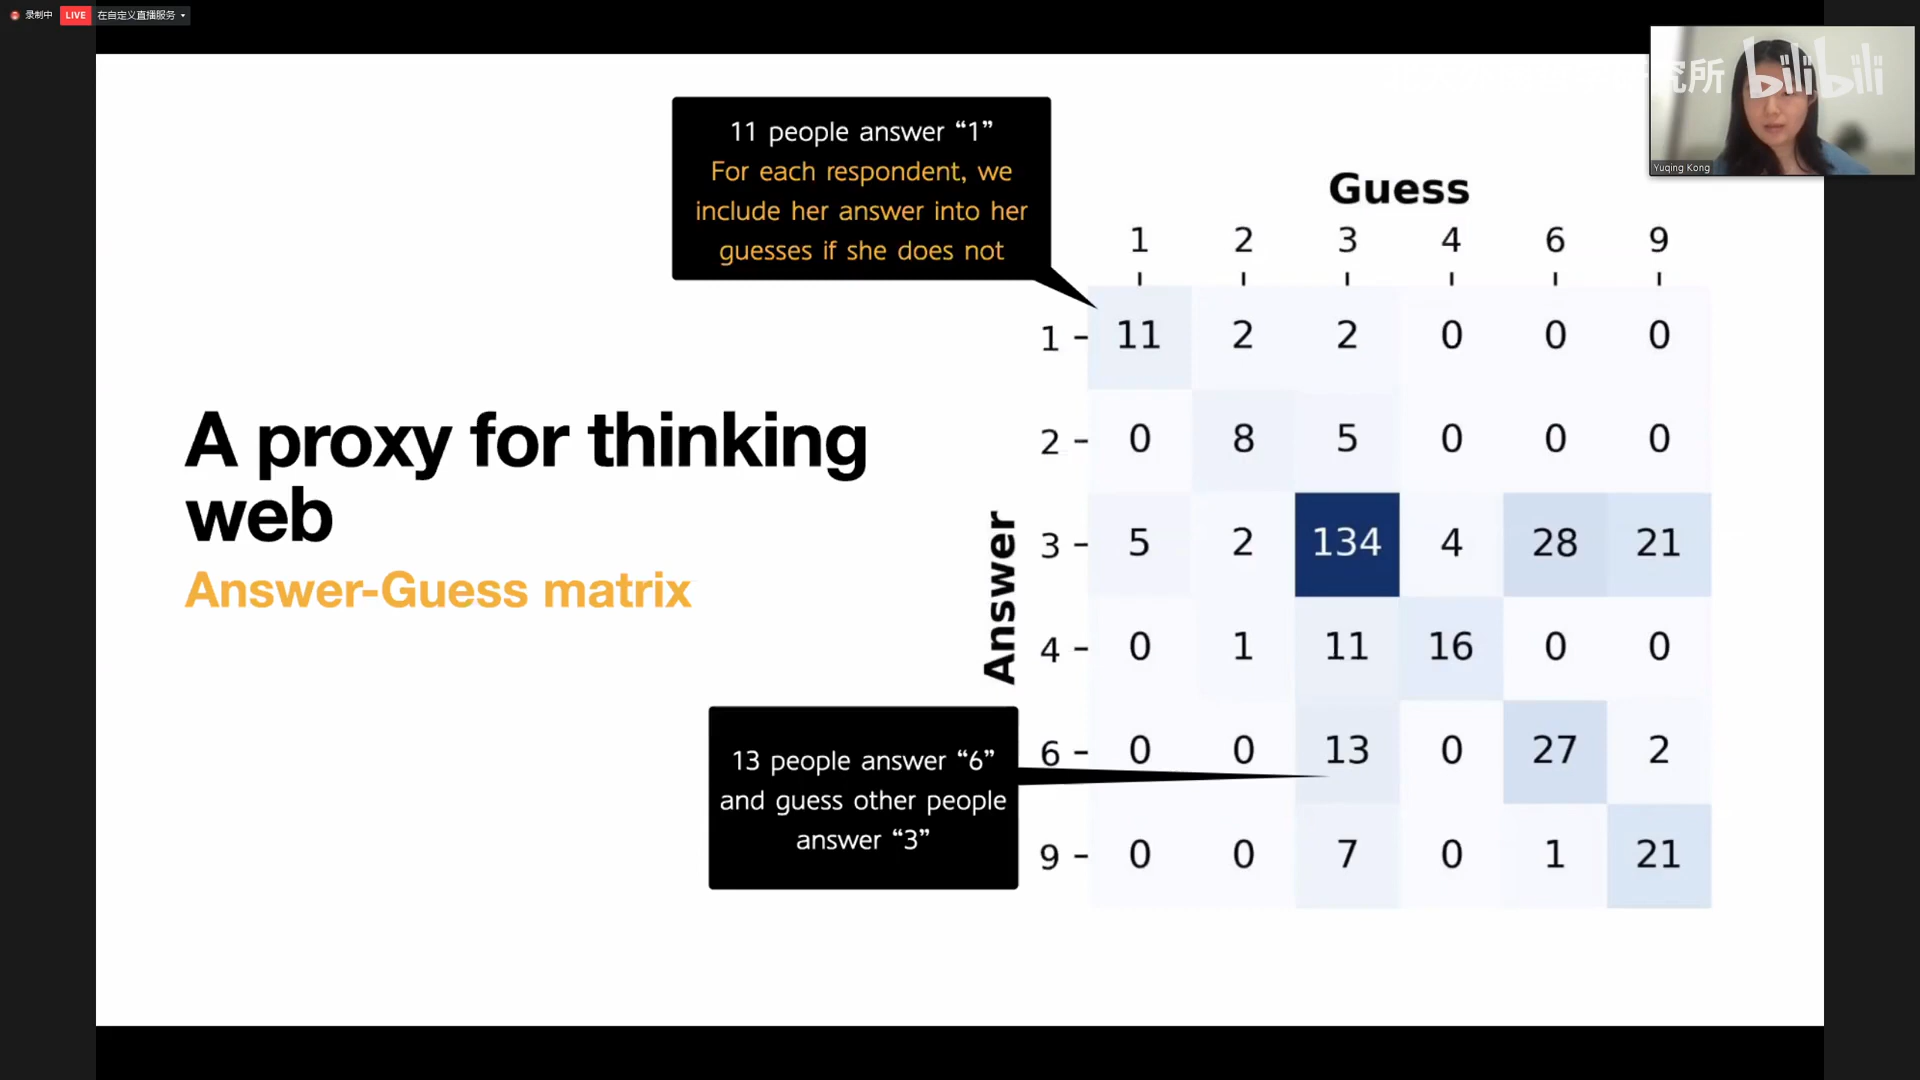 录制中 LIVE 在自定义直播服务
究所 bilibili
Yuqing Kong
11 people answer “1”
For each respondent, we
include her answer into her
guesses if she does not
Guess
1 2 3 4 6 9
A proxy for thinking
web
Answer-Guess matrix
Answer
1 11 2 2 0 0 0
2 0 8 5 0 0 0
3 5 2 134 4 28 21
4 0 1 11 16 0 0
6 0 0 13 0 27 2
9 0 0 7 0 1 21
13 people answer “6”
and guess other people
answer “3”